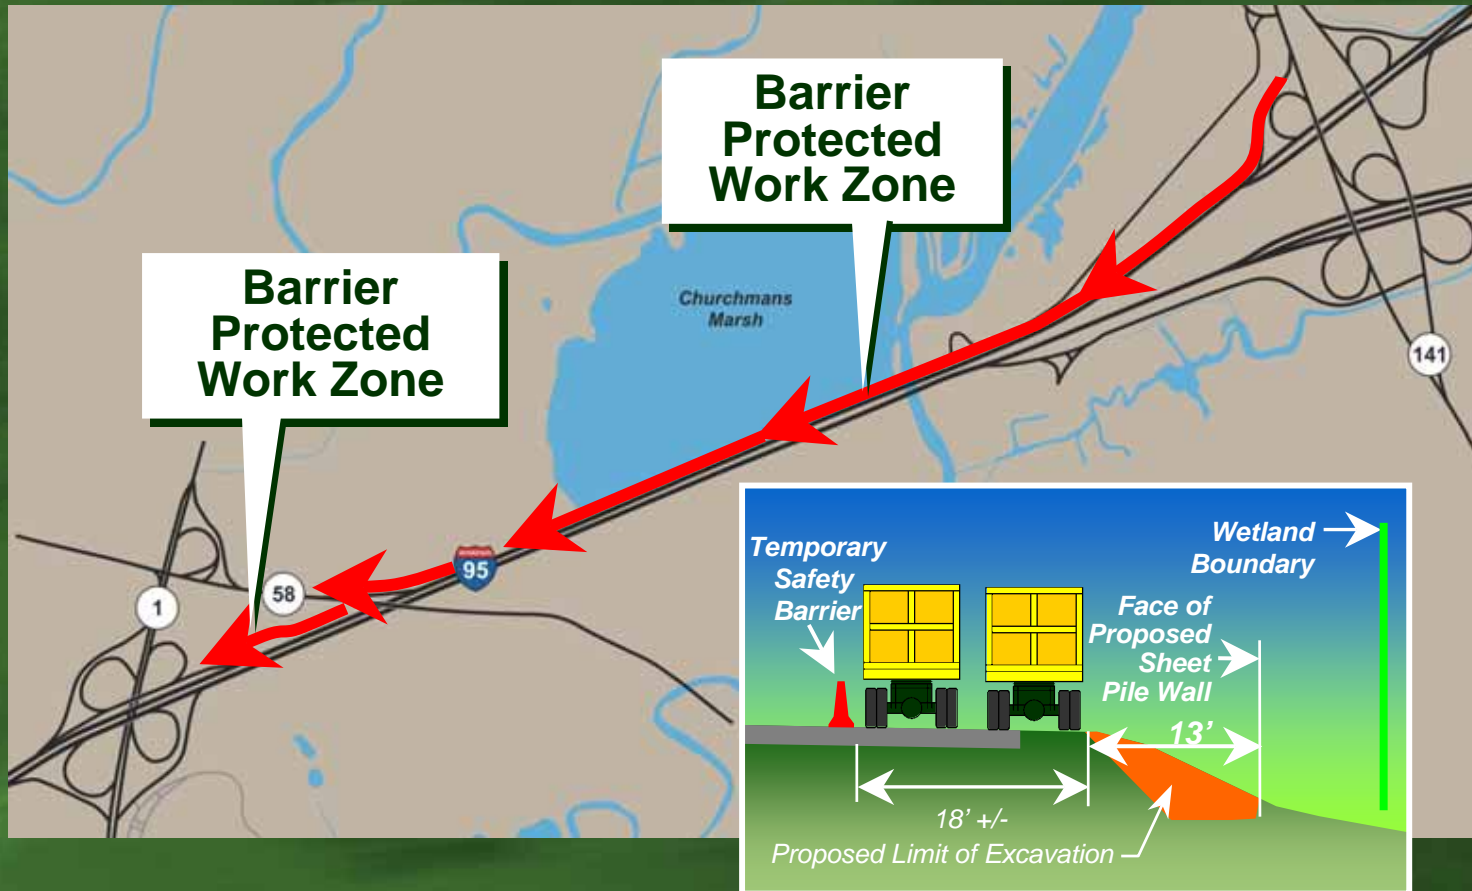 Barrier
Protected
Work Zone
Barrier
Protected
Work Zone
Churchmans
Marsh
141
95
58
1
Temporary
Safety
Barrier
Wetland
Boundary
Face of
Proposed
Sheet
Pile Wall
13’
18’ +/-
Proposed Limit of Excavation